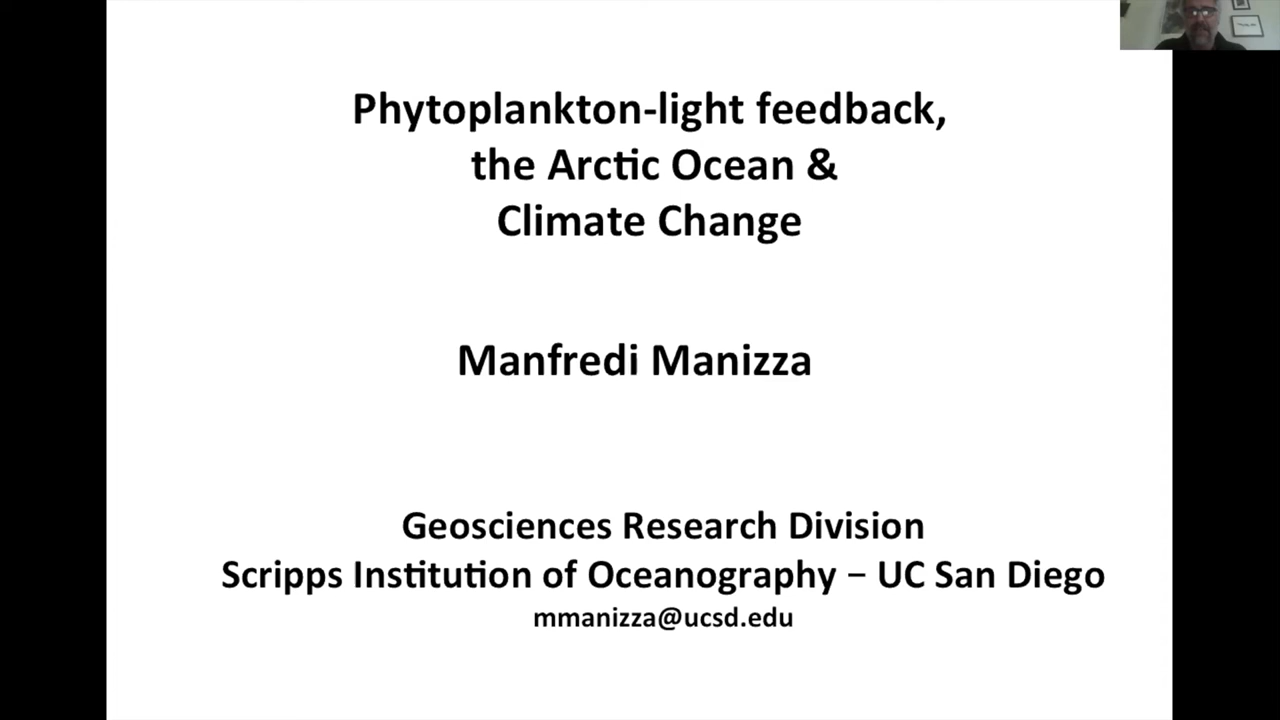 Phytoplankton-light feedback,
the Arctic Ocean &
Climate Change
Manfredi Manizza
Geosciences Research Division
Scripps Institution of Oceanography – UC San Diego
mmanizza@ucsd.edu